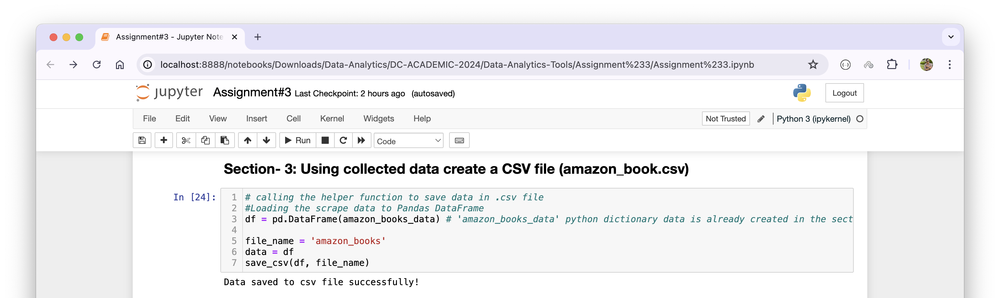 Assignment#3 - Jupyter Note
localhost:8888/notebooks/Downloads/Data-Analytics/DC-ACADEMIC-2024/Data-Analytics-Tools/Assignment%233/Assignment%233.ipynb
jupyter Assignment#3 Last Checkpoint: 2 hours ago (autosaved)
Logout
File Edit View Insert Cell Kernel Widgets Help
Not Trusted Python 3 (ipykernel)
Run Code
Section- 3: Using collected data create a CSV file (amazon_book.csv)
In [24]:
1 # calling the helper function to save data in .csv file
2 #Loading the scrape data to Pandas DataFrame
3 df = pd.DataFrame(amazon_books_data) # 'amazon_books_data' python dictionary data is already created in the sect
4
5 file_name = 'amazon_books'
6 data = df
7 save_csv(df, file_name)
Data saved to csv file successfully!